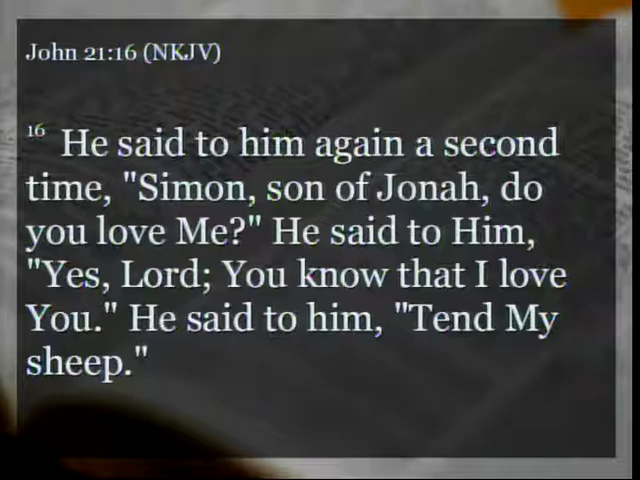 John 21:16 (NKJV)
16 He said to him again a second
time, "Simon, son of Jonah, do
you love Me?" He said to Him,
"Yes, Lord; You know that I love
You." He said to him, "Tend My
sheep."